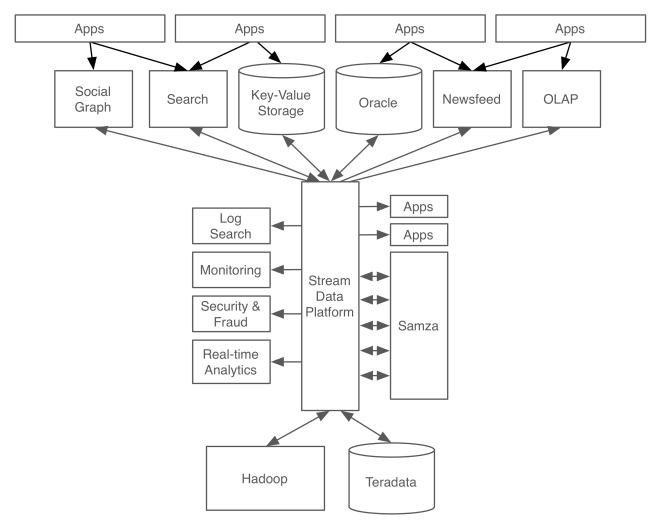 Apps
Apps
Apps
Apps
Social
Graph
Search
Key-Value
Storage
Oracle
Newsfeed
OLAP
Log
Search
Monitoring
Security &
Fraud
Real-time
Analytics
Stream
Data
Platform
Apps
Apps
Samza
Hadoop
Teradata